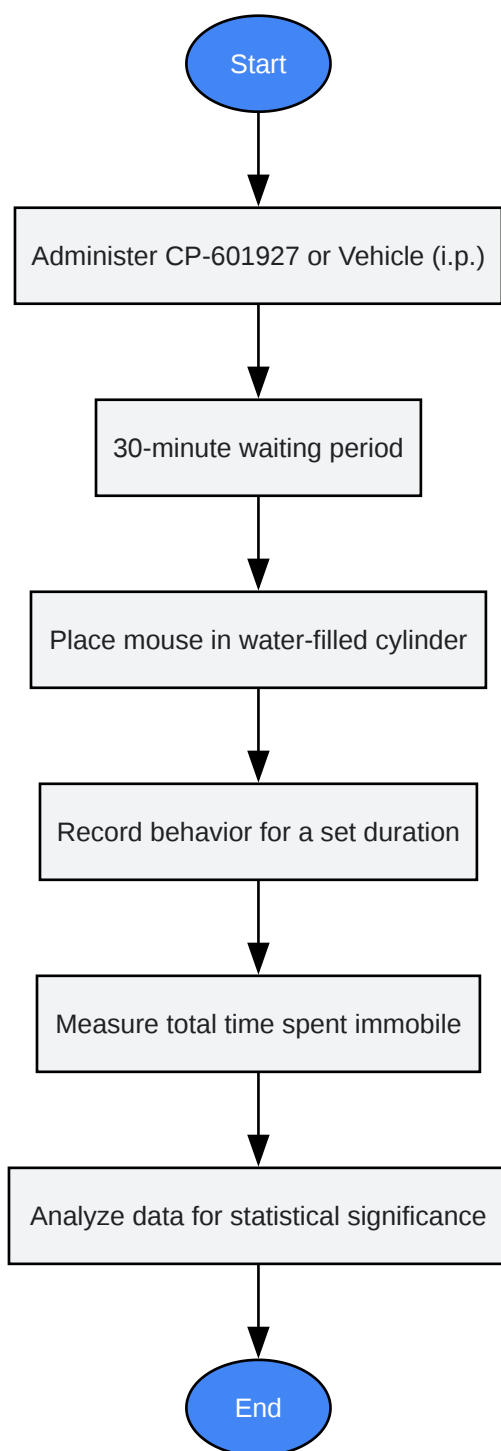 Start
Administer CP-601927 or Vehicle (i.p.)
30-minute waiting period
Place mouse in water-filled cylinder
Record behavior for a set duration
Measure total time spent immobile
Analyze data for statistical significance
End